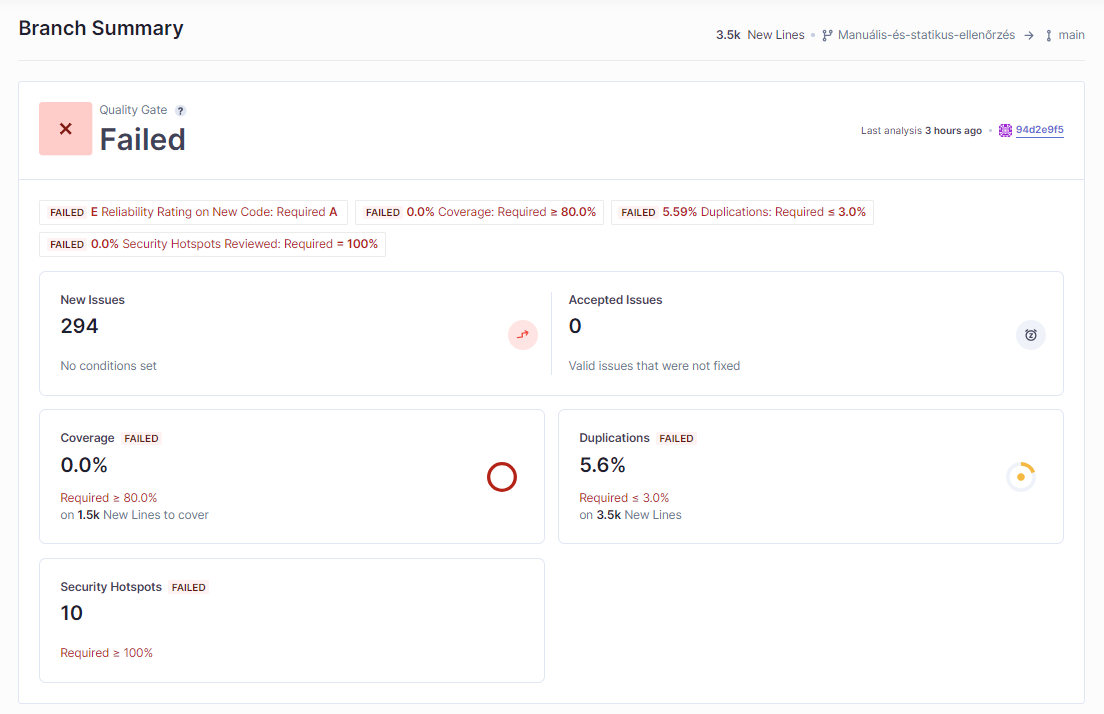 Branch Summary
3.5k New Lines • Manuális-és-statikus-ellenőrzés → main
Quality Gate ?
Failed
Last analysis 3 hours ago • 94d2e9f5
FAILED E Reliability Rating on New Code: Required A
FAILED 0.0% Coverage: Required ≥ 80.0%
FAILED 5.59% Duplications: Required ≤ 3.0%
FAILED 0.0% Security Hotspots Reviewed: Required = 100%
New Issues
294
No conditions set
Accepted Issues
0
Valid issues that were not fixed
Coverage FAILED
0.0%
Required ≥ 80.0%
on 1.5k New Lines to cover
Duplications FAILED
5.6%
Required ≤ 3.0%
on 3.5k New Lines
Security Hotspots FAILED
10
Required ≥ 100%